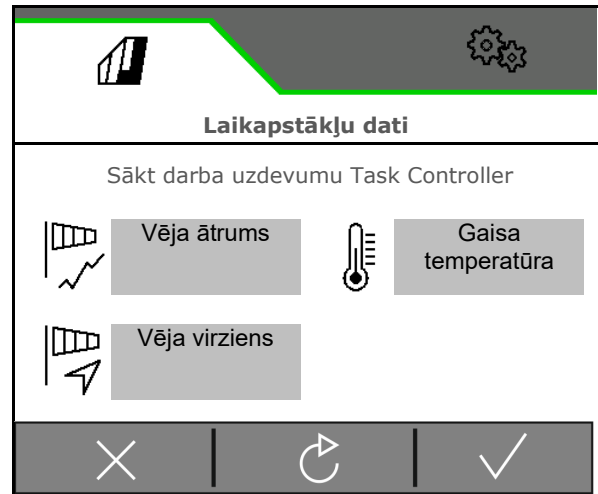 Laikapstākļu dati
Sākt darba uzdevumu Task Controller
Vēja ātrums
Gaisa
temperatūra
Vēja virziens